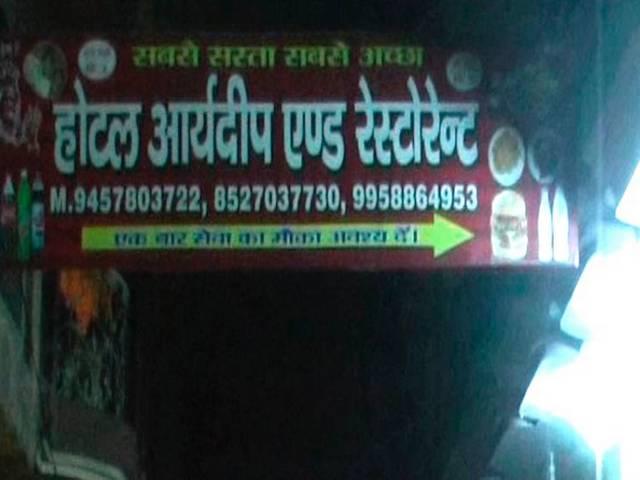 सबसे सस्ता सबसे अच्छा
होटल आर्यदीप एण्ड रेस्टोरेन्ट
M.9457803722, 8527037730, 9958864953
एक बार सेवा का मौका अवश्य दें।